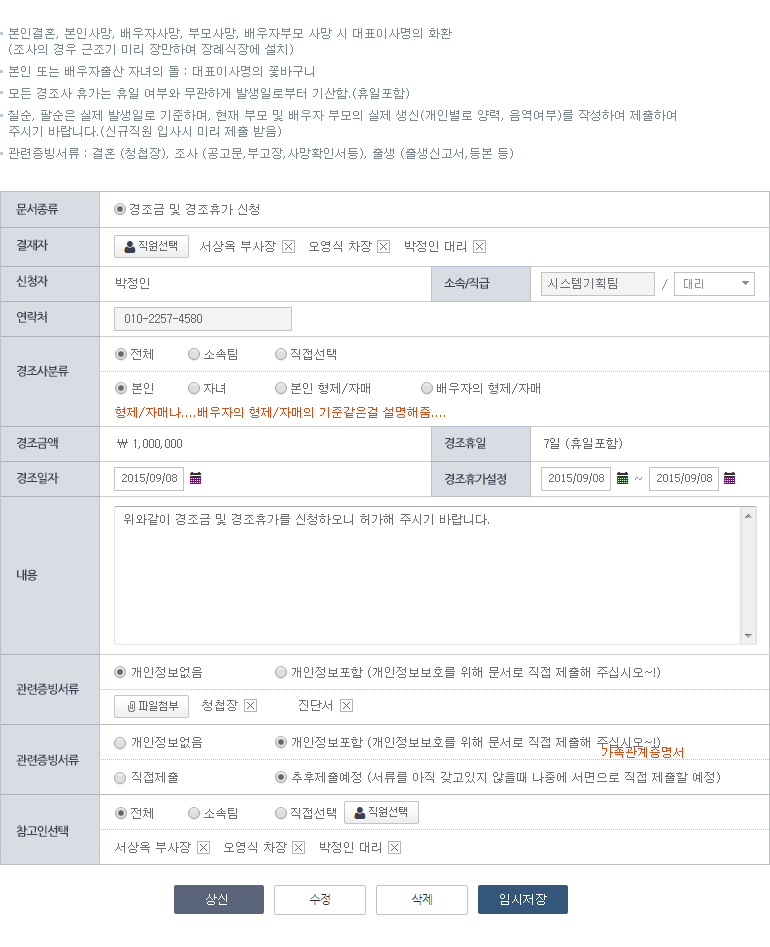 본인결혼, 본인사망, 배우자사망, 부모사망, 배우자부모 사망 시 대표이사명의 화환
(조사의 경우 근조기 미리 장만하여 장례식장에 설치)
본인 또는 배우자출산 자녀의 돌 : 대표이사명의 꽃바구니
모든 경조사 휴가는 휴일 여부와 무관하게 발생일로부터 기산함.(휴일포함)
칠순, 팔순은 실제 발생일로 기준하며, 현재 부모 및 배우자 부모의 실제 생신(개인별로 양력, 음역여부)를 작성하여 제출하여
주시기 바랍니다.(신규직원 입사시 미리 제출 받음)
관련증빙서류 : 결혼 (청첩장), 조사 (공고문,부고장,사망확인서등), 출생 (출생신고서,등본 등)
문서종류 경조금 및 경조휴가 신청
결재자 직원선택 서상옥 부사장 오영식 차장 박정인 대리
신청자 박정인 소속/직급 시스템기획팀 / 대리
연락처 010-2257-4580
경조사분류 전체 소속팀 직접선택
본인 자녀 본인 형제/자매 배우자의 형제/자매
형제/자매나....배우자의 형제/자매의 기준같은걸 설명해줌....
경조금액 ₩ 1,000,000 경조휴일 7일 (휴일포함)
경조일자 2015/09/08 경조휴가설정 2015/09/08 ~ 2015/09/08
내용 위와같이 경조금 및 경조휴가를 신청하오니 허가해 주시기 바랍니다.
관련증빙서류 개인정보없음 개인정보포함 (개인정보보호를 위해 문서로 직접 제출해 주십시오~!)
파일첨부 청첩장 진단서
관련증빙서류 개인정보없음 개인정보포함 (개인정보보호를 위해 문서로 직접 제출해 주십시오~!)
가족관계증명서
직접제출 추후제출예정 (서류를 아직 갖고있지 않을때 나중에 서면으로 직접 제출할 예정)
참고인선택 전체 소속팀 직접선택 직원선택
서상옥 부사장 오영식 차장 박정인 대리
상신 수정 삭제 임시저장